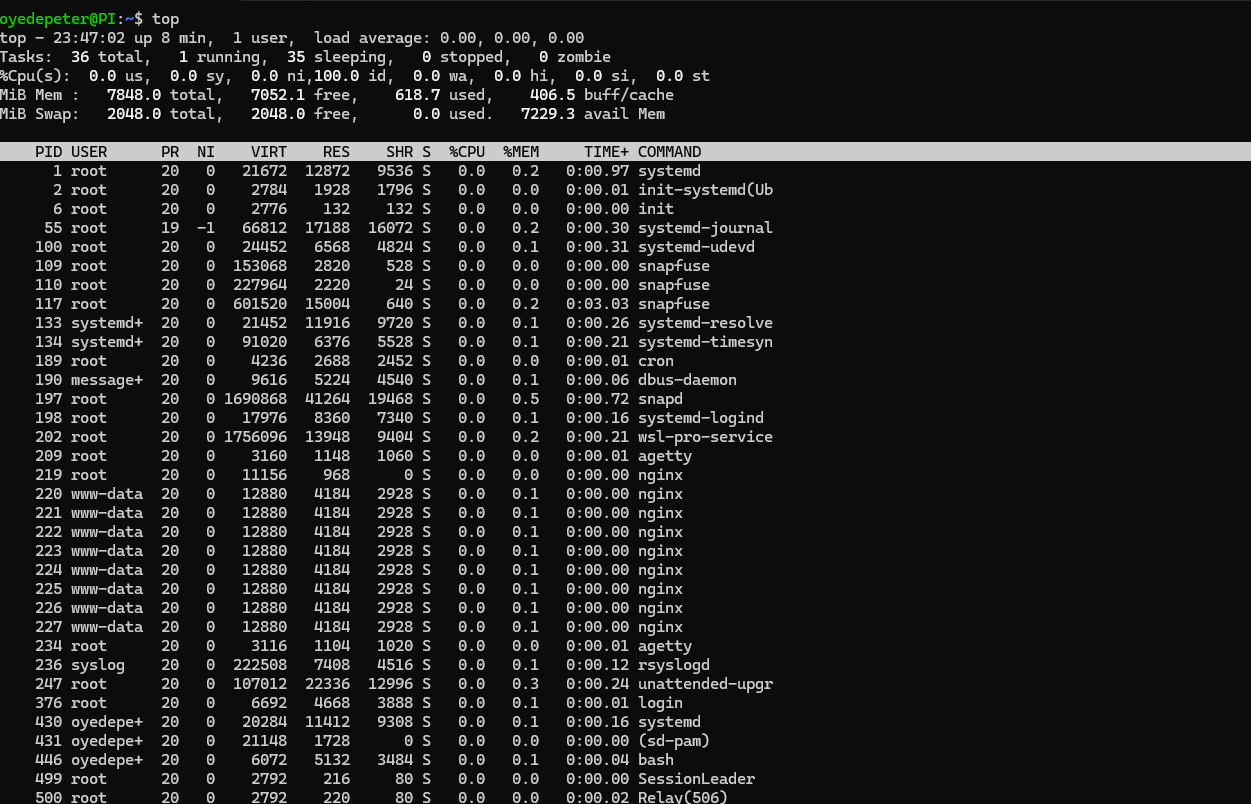 oyedepeter@PI:~$ top
top - 23:47:02 up 8 min,  1 user,  load average: 0.00, 0.00, 0.00
Tasks:  36 total,   1 running,  35 sleeping,   0 stopped,   0 zombie
%Cpu(s):  0.0 us,  0.0 sy,  0.0 ni,100.0 id,  0.0 wa,  0.0 hi,  0.0 si,  0.0 st
MiB Mem :   7848.0 total,   7052.1 free,    618.7 used,    406.5 buff/cache
MiB Swap:   2048.0 total,   2048.0 free,      0.0 used.   7229.3 avail Mem
    PID USER      PR  NI    VIRT    RES    SHR S  %CPU  %MEM     TIME+ COMMAND
      1 root      20   0   21672  12872   9536 S   0.0   0.2   0:00.97 systemd
      2 root      20   0    2784   1928   1796 S   0.0   0.0   0:00.01 init-systemd(Ub
      6 root      20   0    2776    132    132 S   0.0   0.0   0:00.00 init
     55 root      19  -1   66812  17188  16072 S   0.0   0.2   0:00.30 systemd-journal
    100 root      20   0   24452   6568   4824 S   0.0   0.1   0:00.31 systemd-udevd
    109 root      20   0  153068   2820    528 S   0.0   0.0   0:00.00 snapfuse
    110 root      20   0  227964   2220     24 S   0.0   0.0   0:00.00 snapfuse
    117 root      20   0  601520  15004    640 S   0.0   0.2   0:03.03 snapfuse
    133 systemd+  20   0   21452  11916   9720 S   0.0   0.1   0:00.26 systemd-resolve
    134 systemd+  20   0   91020   6376   5528 S   0.0   0.1   0:00.21 systemd-timesyn
    189 root      20   0    4236   2688   2452 S   0.0   0.0   0:00.01 cron
    190 message+  20   0    9616   5224   4540 S   0.0   0.1   0:00.06 dbus-daemon
    197 root      20   0 1690868  41264  19468 S   0.0   0.5   0:00.72 snapd
    198 root      20   0   17976   8360   7340 S   0.0   0.1   0:00.16 systemd-logind
    202 root      20   0 1756096  13948   9404 S   0.0   0.2   0:00.21 wsl-pro-service
    209 root      20   0    3160   1148   1060 S   0.0   0.0   0:00.01 agetty
    219 root      20   0   11156    968      0 S   0.0   0.0   0:00.00 nginx
    220 www-data  20   0   12880   4184   2928 S   0.0   0.1   0:00.00 nginx
    221 www-data  20   0   12880   4184   2928 S   0.0   0.1   0:00.00 nginx
    222 www-data  20   0   12880   4184   2928 S   0.0   0.1   0:00.00 nginx
    223 www-data  20   0   12880   4184   2928 S   0.0   0.1   0:00.00 nginx
    224 www-data  20   0   12880   4184   2928 S   0.0   0.1   0:00.00 nginx
    225 www-data  20   0   12880   4184   2928 S   0.0   0.1   0:00.00 nginx
    226 www-data  20   0   12880   4184   2928 S   0.0   0.1   0:00.00 nginx
    227 www-data  20   0   12880   4184   2928 S   0.0   0.1   0:00.00 nginx
    234 root      20   0    3116   1104   1020 S   0.0   0.0   0:00.01 agetty
    236 syslog    20   0  222508   7408   4516 S   0.0   0.1   0:00.12 rsyslogd
    247 root      20   0  107012  22336  12996 S   0.0   0.3   0:00.24 unattended-upgr
    376 root      20   0    6692   4668   3888 S   0.0   0.1   0:00.01 login
    430 oyedepe+  20   0   20284  11412   9308 S   0.0   0.1   0:00.16 systemd
    431 oyedepe+  20   0   21148   1728      0 S   0.0   0.0   0:00.00 (sd-pam)
    446 oyedepe+  20   0    6072   5132   3484 S   0.0   0.1   0:00.04 bash
    499 root      20   0    2792    216     80 S   0.0   0.0   0:00.00 SessionLeader
    500 root      20   0    2792    220     80 S   0.0   0.0   0:00.02 Relay(506)